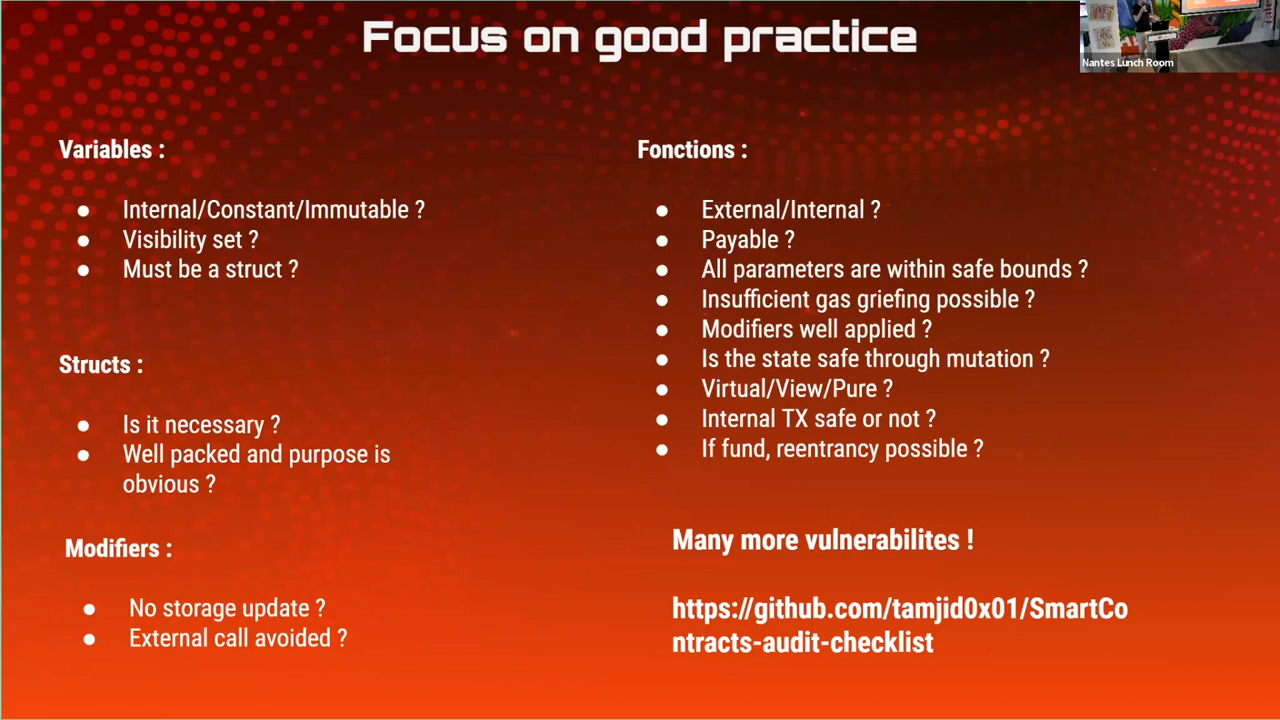 Focus on good practice
Nantes Lunch Room
Variables :
● Internal/Constant/Immutable ?
● Visibility set ?
● Must be a struct ?
Structs :
● Is it necessary ?
● Well packed and purpose is
obvious ?
Modifiers :
● No storage update ?
● External call avoided ?
Fonctions :
● External/Internal ?
● Payable ?
● All parameters are within safe bounds ?
● Insufficient gas griefing possible ?
● Modifiers well applied ?
● Is the state safe through mutation ?
● Virtual/View/Pure ?
● Internal TX safe or not ?
● If fund, reentrancy possible ?
Many more vulnerabilites !
https://github.com/tamjid0x01/SmartCo
ntracts-audit-checklist